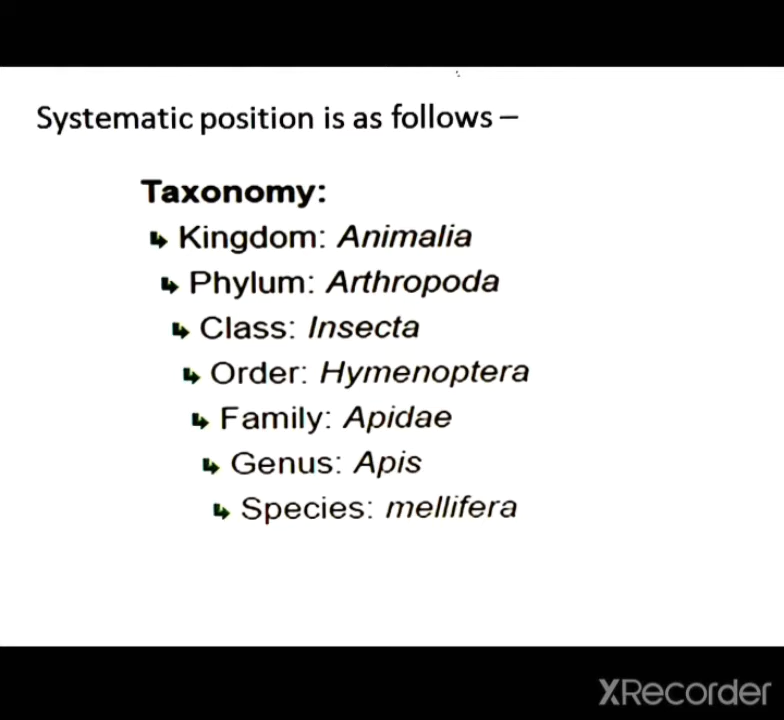 Systematic position is as follows –
Taxonomy:
↳ Kingdom: Animalia
↳ Phylum: Arthropoda
↳ Class: Insecta
↳ Order: Hymenoptera
↳ Family: Apidae
↳ Genus: Apis
↳ Species: mellifera
XRecorder